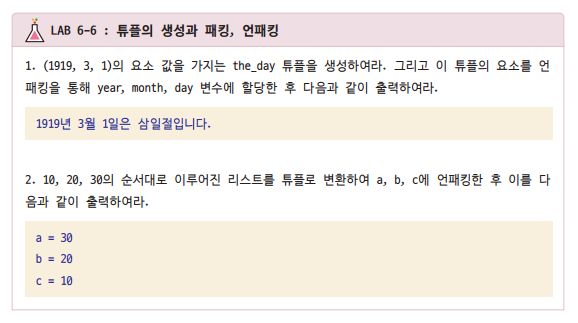 LAB 6-6 : 튜플의 생성과 패킹, 언패킹
1. (1919, 3, 1)의 요소 값을 가지는 the_day 튜플을 생성하여라. 그리고 이 튜플의 요소를 언
패킹을 통해 year, month, day 변수에 할당한 후 다음과 같이 출력하여라.
1919년 3월 1일은 삼일절입니다.
2. 10, 20, 30의 순서대로 이루어진 리스트를 튜플로 변환하여 a, b, c에 언패킹한 후 이를 다
음과 같이 출력하여라.
a = 30
b = 20
c = 10